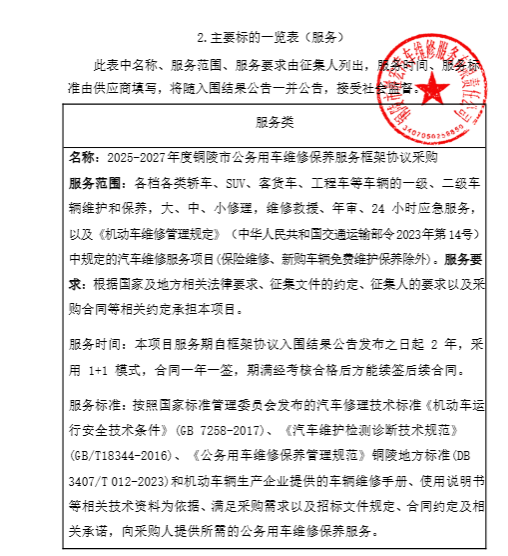 2.主要标的一览表（服务）
此表中名称、服务范围、服务要求由征集人列出，服务时间、服务标
准由供应商填写，将随入围结果公告一并公告，接受社会监督。
服务类
名称：2025-2027年度铜陵市公务用车维修保养服务框架协议采购
服务范围：各档各类轿车、SUV、客货车、工程车等车辆的一级、二级车
辆维护和保养，大、中、小修理，维修救援、年审、24 小时应急服务，
以及《机动车维修管理规定》（中华人民共和国交通运输部令2023年第14号）
中规定的汽车维修服务项目(保险维修、新购车辆免费维护保养除外)。服务要
求：根据国家及地方相关法律要求、征集文件的约定、征集人的要求以及采
购合同等相关约定承担本项目。
服务时间：本项目服务期自框架协议入围结果公告发布之日起 2 年，采
用 1+1 模式，合同一年一签，期满经考核合格后方能续签后续合同。
服务标准：按照国家标准管理委员会发布的汽车修理技术标准《机动车运
行安全技术条件》(GB 7258-2017)、《汽车维护检测诊断技术规范》
(GB/T18344-2016)、《公务用车维修保养管理规范》铜陵地方标准(DB
3407/T 012-2023)和机动车辆生产企业提供的车辆维修手册、使用说明书
等相关技术资料为依据、满足采购需求以及招标文件规定、合同约定及相
关承诺，向采购人提供所需的公务用车维修保养服务。